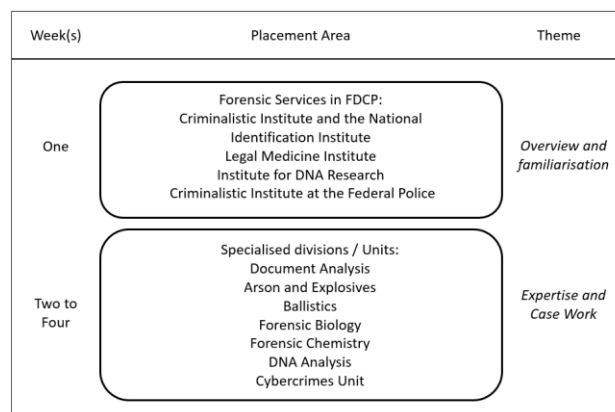 Week(s) Placement Area Theme
Forensic Services in FDCP:
Criminalistic Institute and the National
One Identification Institute Overview and
Legal Medicine Institute familiarisation
Institute for DNA Research
Criminalistic Institute at the Federal Police
Specialised divisions / Units:
Document Analysis
Arson and Explosives
Two to Ballistics Expertise and
Four Forensic Biology Case Work
Forensic Chemistry
DNA Analysis
Cybercrimes Unit